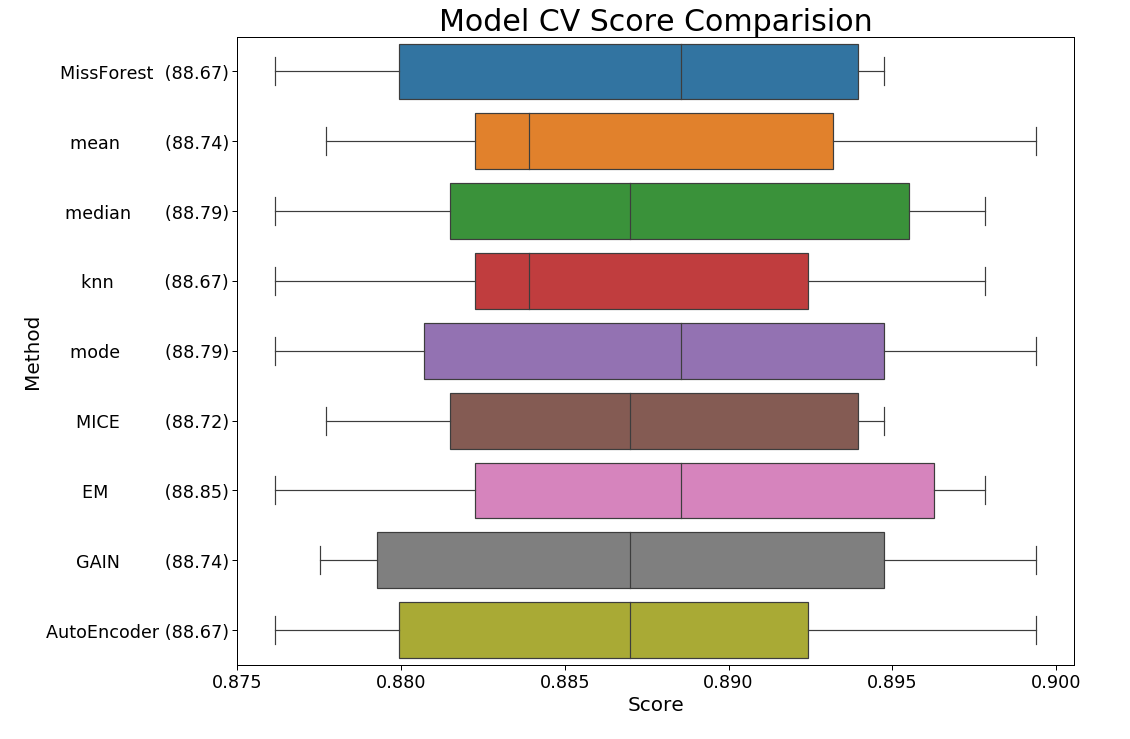 Model CV Score Comparision
MissForest (88.67)
mean (88.74)
median (88.79)
knn (88.67)
mode (88.79)
MICE (88.72)
EM (88.85)
GAIN (88.74)
AutoEncoder (88.67)
Method
0.875 0.880 0.885 0.890 0.895 0.900
Score